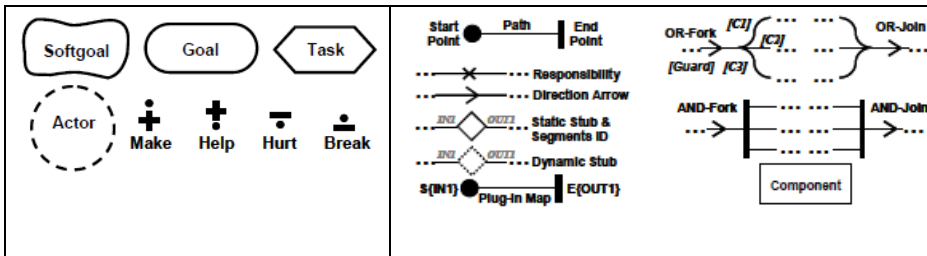 Softgoal
Goal
Task
Actor
Make
Help
Hurt
Break
Start
Point
Path
End
Point
... ... Responsibility
... ... Direction Arrow
IN1 OUT1
... ... Static Stub &
Segments ID
IN1 OUT1
... ... Dynamic Stub
S{IN1} E{OUT1}
Plug-in Map
OR-Fork [C1] ... ... OR-Join
... [C2] ... ... ...
[Guard] [C3] ... ...
AND-Fork ... ... AND-Join
... ... ... ...
... ...
Component